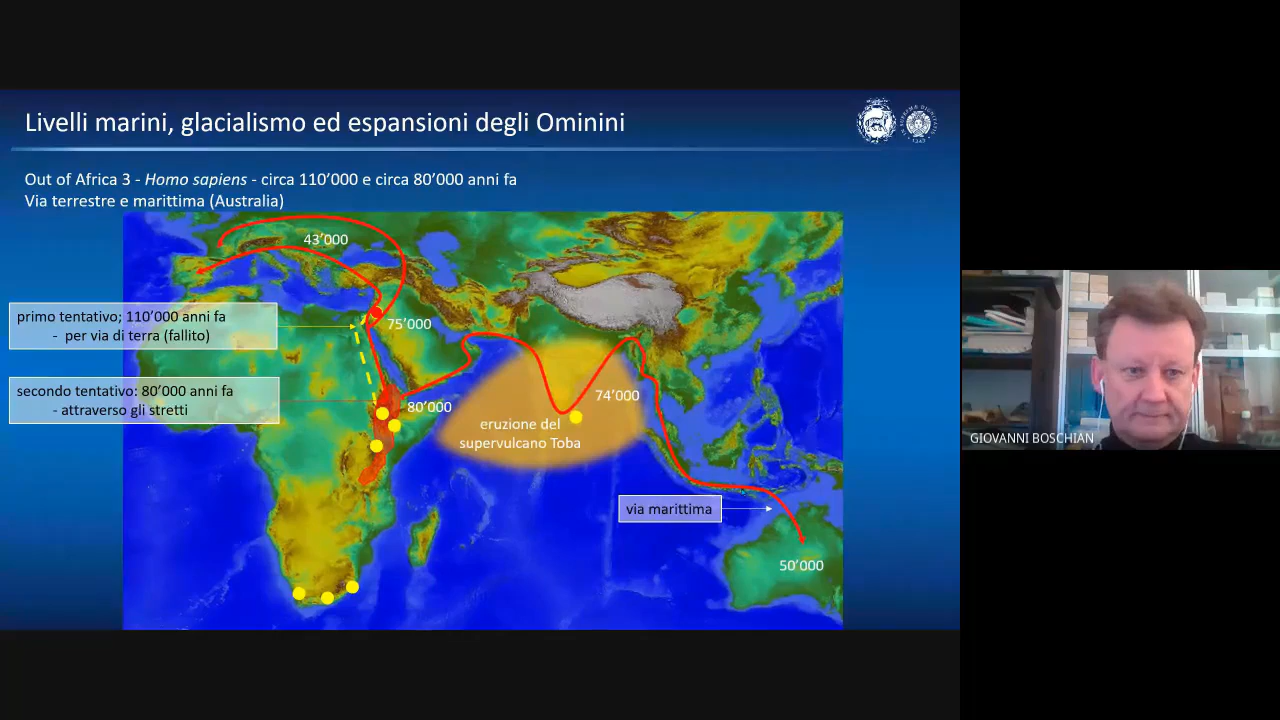 Livelli marini, glacialismo ed espansioni degli Ominini
Out of Africa 3 - Homo sapiens - circa 110’000 e circa 80’000 anni fa
Via terrestre e marittima (Australia)
43’000
primo tentativo; 110’000 anni fa
- per via di terra (fallito)
75’000
secondo tentativo: 80’000 anni fa
- attraverso gli stretti
80’000
74’000
eruzione del
supervulcano Toba
via marittima
50’000
GIOVANNI BOSCHIAN